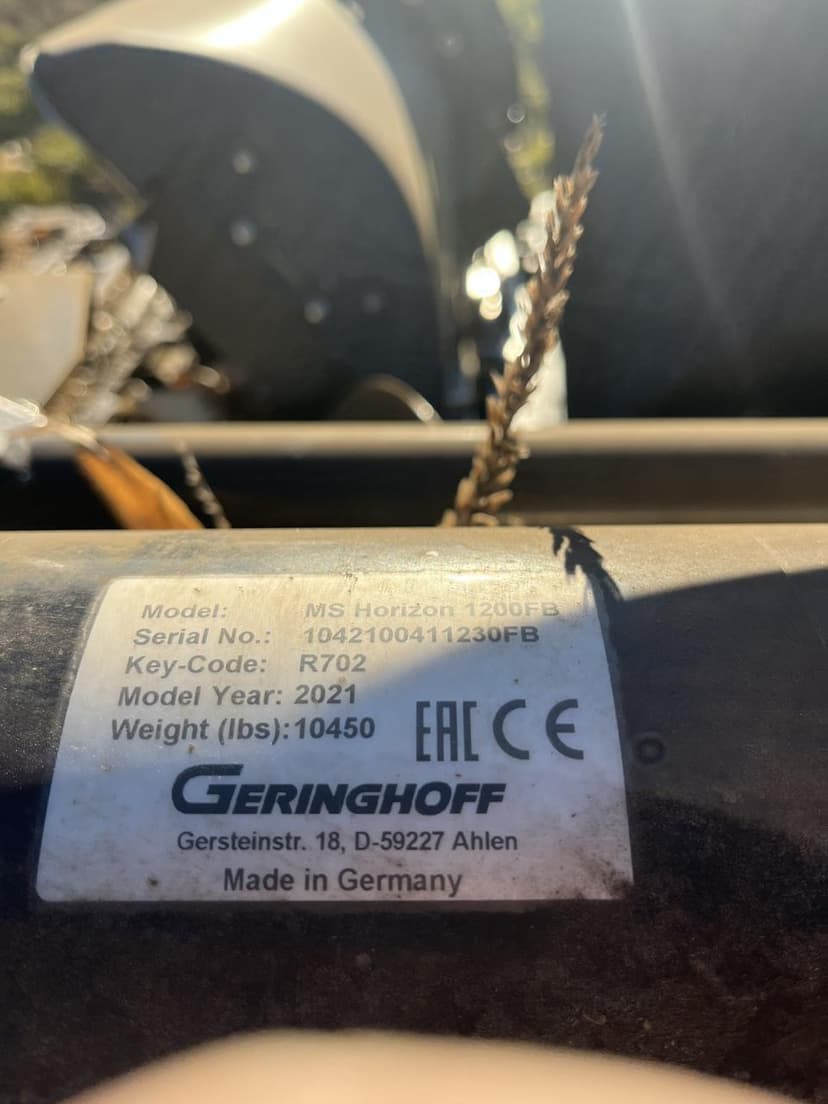 Model: MS Horizon 1200FB
Serial No.: 1042100411230FB
Key-Code: R702
Model Year: 2021
Weight (lbs): 10450
EAC CE
GERINGHOFF
Gersteinstr. 18, D-59227 Ahlen
Made in Germany